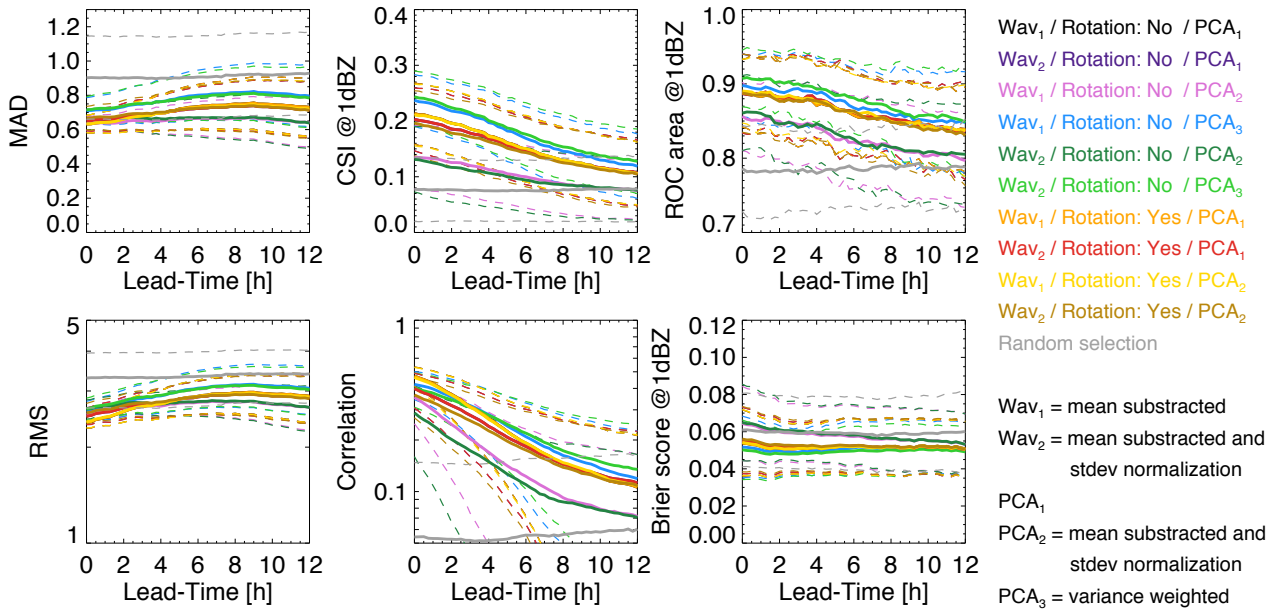 1.2
1.0
0.8
0.6
0.4
0.2
0.0
MAD
0 2 4 6 8 10 12
Lead-Time [h]
0.4
0.3
0.2
0.1
0.0
CSI @1dBZ
0 2 4 6 8 10 12
Lead-Time [h]
1.0
0.9
0.8
0.7
ROC area @1dBZ
0 2 4 6 8 10 12
Lead-Time [h]
5
1
RMS
0 2 4 6 8 10 12
Lead-Time [h]
1
0.1
Correlation
0 2 4 6 8 10 12
Lead-Time [h]
0.12
0.10
0.08
0.06
0.04
0.02
0.00
Brier score @1dBZ
0 2 4 6 8 10 12
Lead-Time [h]
Wav₁ / Rotation: No / PCA₁
Wav₂ / Rotation: No / PCA₁
Wav₁ / Rotation: No / PCA₂
Wav₁ / Rotation: No / PCA₃
Wav₂ / Rotation: No / PCA₂
Wav₂ / Rotation: No / PCA₃
Wav₁ / Rotation: Yes / PCA₁
Wav₂ / Rotation: Yes / PCA₁
Wav₁ / Rotation: Yes / PCA₂
Wav₂ / Rotation: Yes / PCA₂
Random selection
Wav₁ = mean substracted
Wav₂ = mean substracted and
stdev normalization
PCA₁
PCA₂ = mean substracted and
stdev normalization
PCA₃ = variance weighted